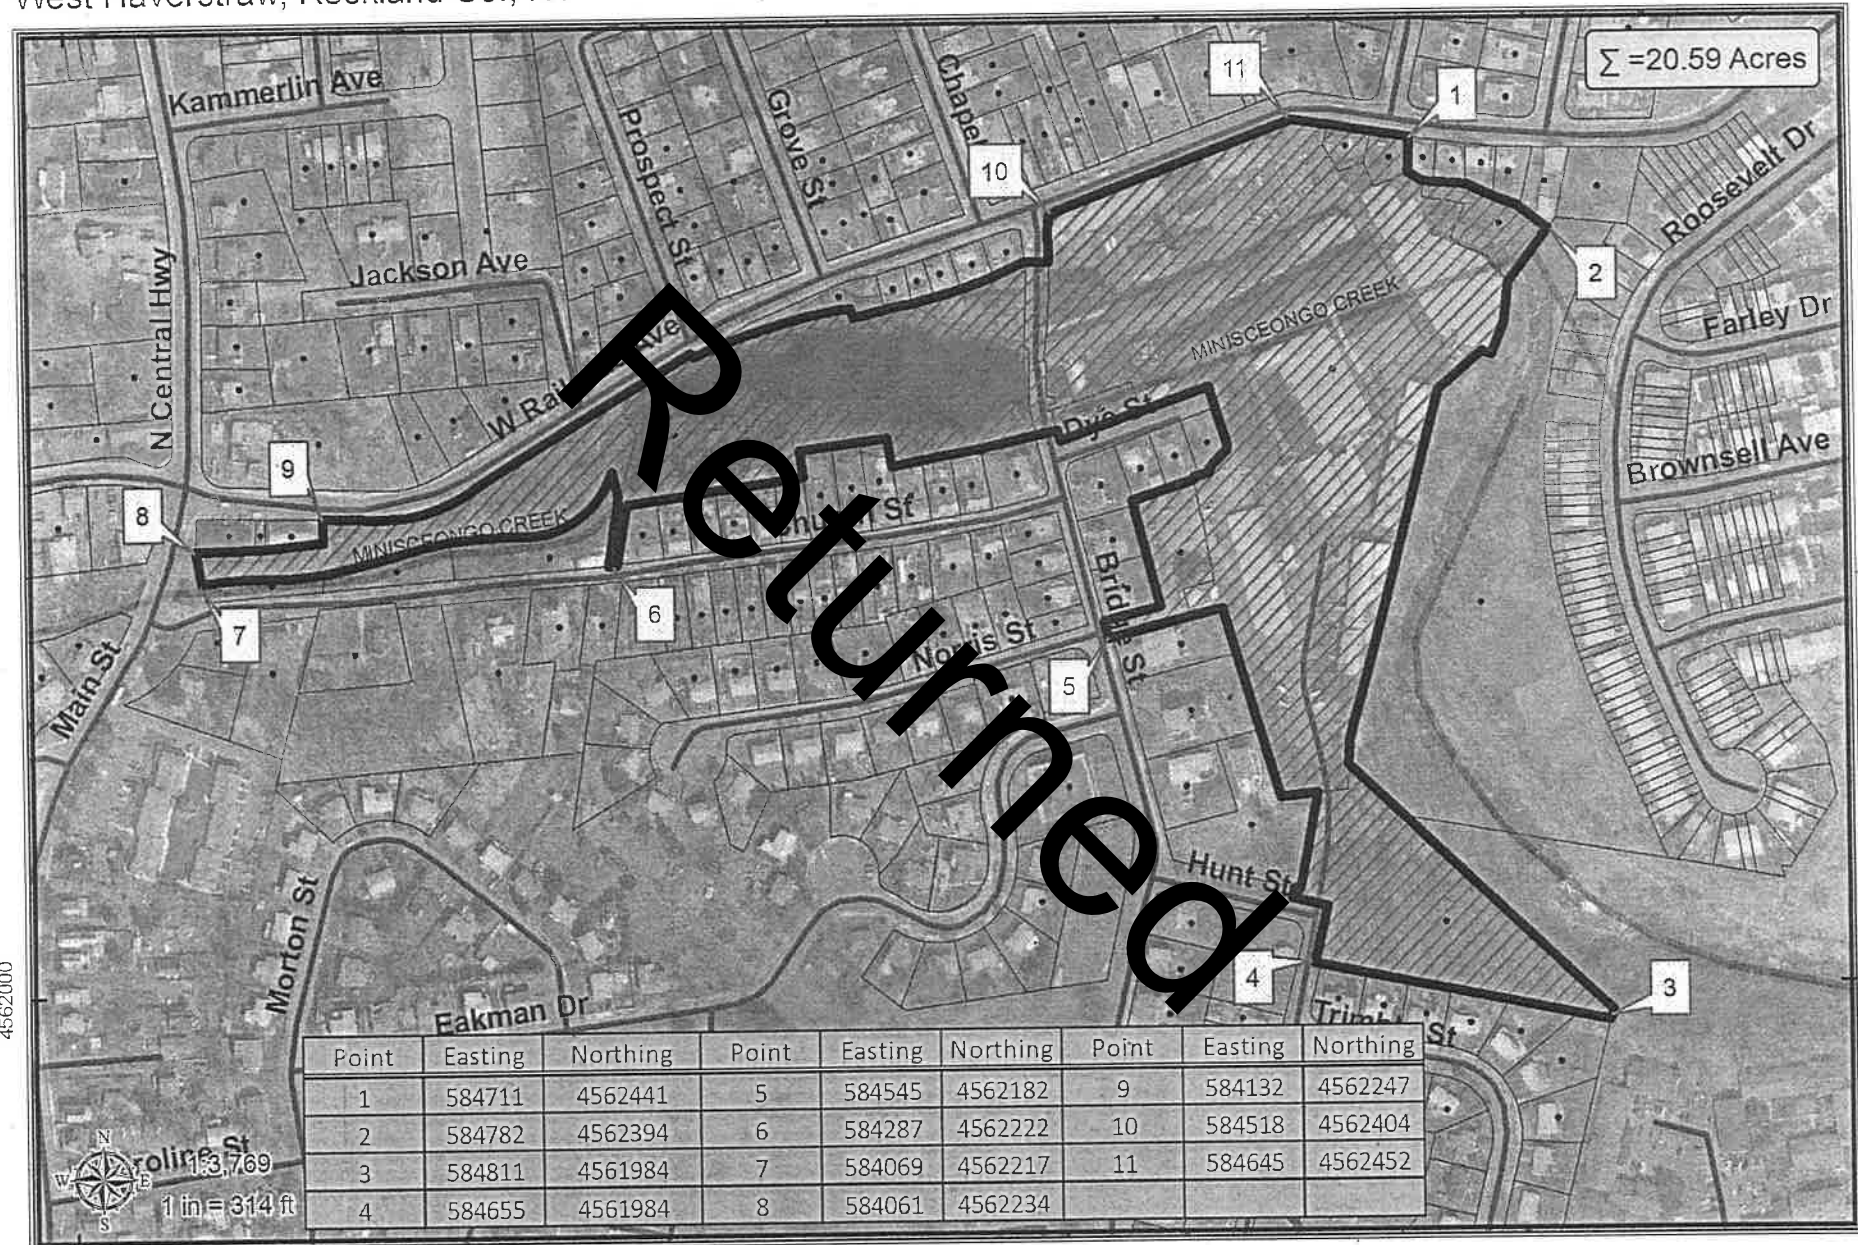 West Haverstraw, Rockland
∑ =20.59 Acres
11
1
Kammerlin Ave
Prospect St
Grove St
Chapel
10
Roosevelt Dr
2
Jackson Ave
N Central Hwy
MINISCEONGO CREEK
Farley Dr
W Rail
Ave
Dye St
Brownsell Ave
9
8
MINISCEONGO CREEK
Church St
Bridge St
6
7
Norris St
5
Main St
Returned
Hunt St
Morton St
4
3
4562000
Eakman Dr
Trimble St
Point Easting Northing Point Easting Northing Point Easting Northing
1 584711 4562441 5 584545 4562182 9 584132 4562247
2 584782 4562394 6 584287 4562222 10 584518 4562404
3 584811 4561984 7 584069 4562217 11 584645 4562452
4 584655 4561984 8 584061 4562234
N
W E
S
roline St
1:3,769
1 in = 314 ft